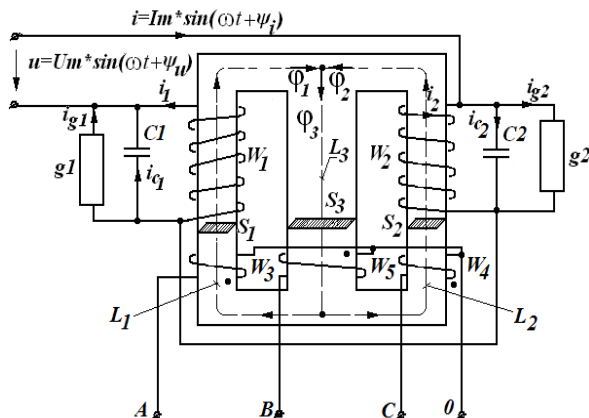 i=Im*sin(ωt+ψi)
u=Um*sin(ωt+ψu)
φ1 φ2
i1 i2
ig1 ig2
C1 ic2 C2
W1 φ3 L3 W2
g1 g2
ic1
S3
S1 S2
W3 W5 W4
L1 L2
A B C 0